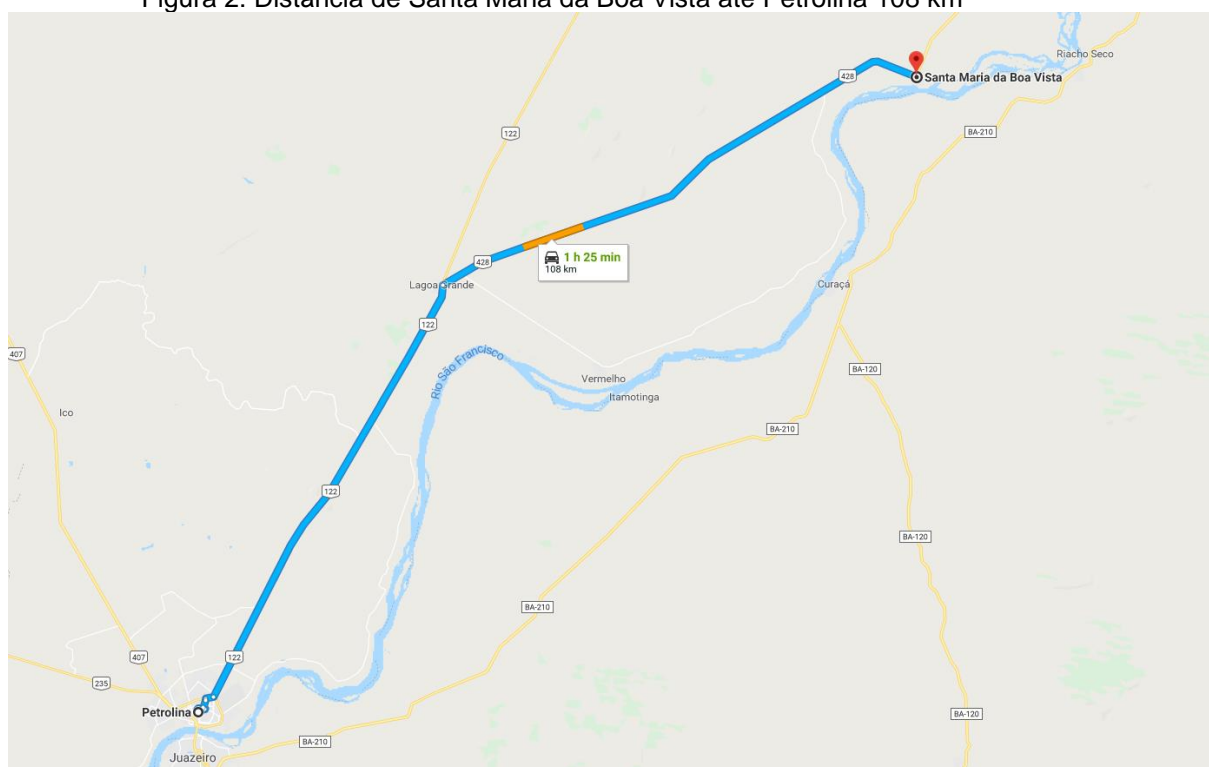 Figura 2. Distância de Santa Maria da Boa Vista até Petrolina 108 km
Riacho Seco
428
Santa Maria da Boa Vista
122
BA-210
1 h 25 min
108 km
428
Lagoa Grande
Curaçá
122
407
Rio São Francisco
Vermelho
BA-120
Itamotinga
Ico
BA-210
122
BA-120
BA-210
407
122
235
Petrolina
BA-120
BA-210
Juazeiro